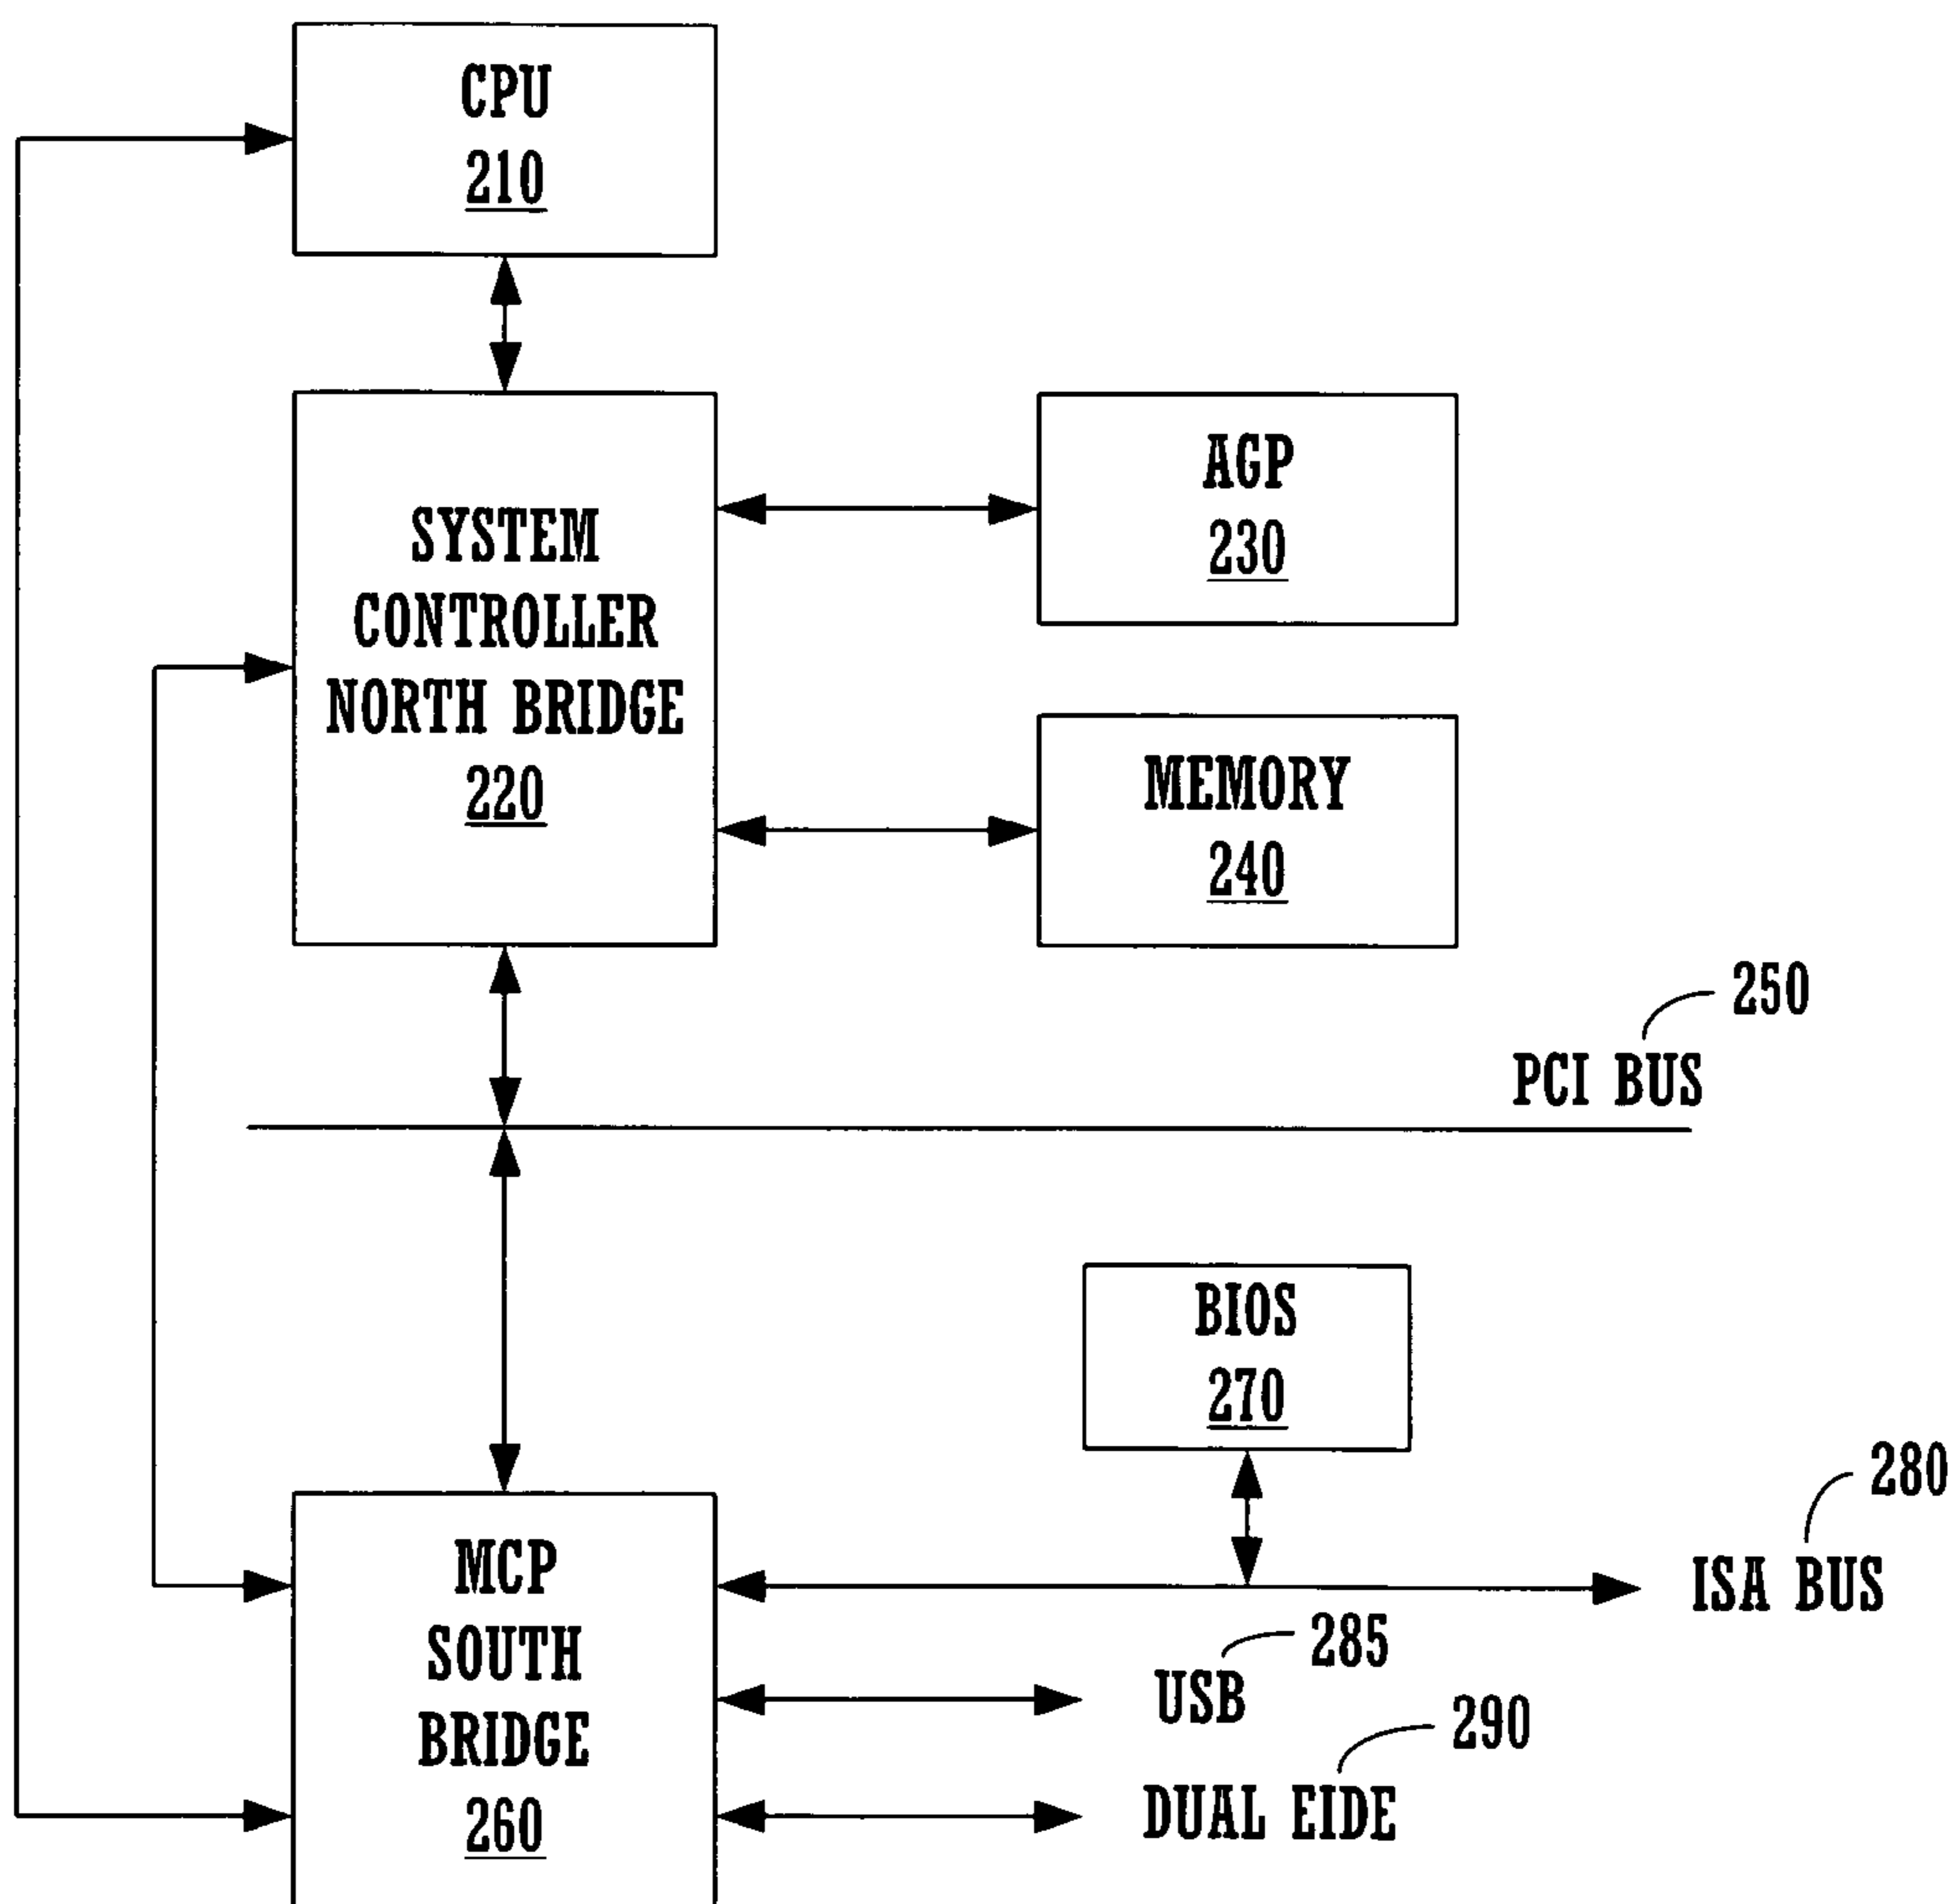 CPU
210
SYSTEM
CONTROLLER
NORTH BRIDGE
220
AGP
230
MEMORY
240
250
PCI BUS
BIOS
270
280
ISA BUS
MCP
SOUTH
BRIDGE
260
285
USB
290
DUAL EIDE